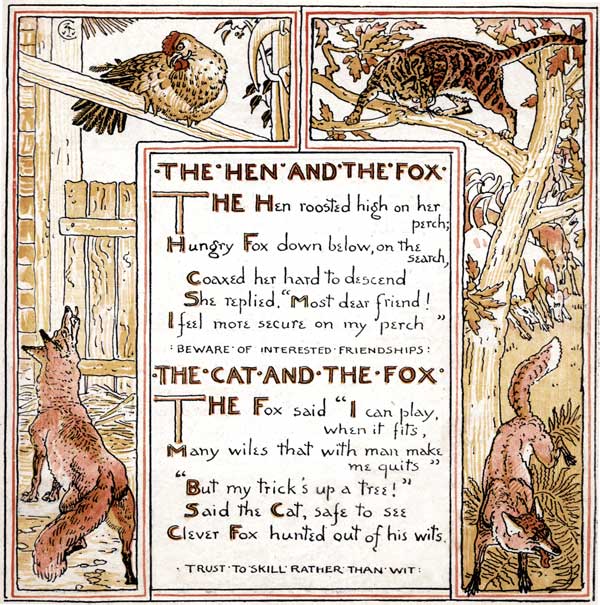 ·THE·HEN·AND·THE·FOX·
THE Hen roosted high on her
perch;
Hungry Fox down below, on the
search,
Coaxed her hard to descend
She replied, "Most dear friend!
I feel more secure on my perch"
:BEWARE·OF INTERESTED·FRIENDSHIPS:
·THE·CAT·AND·THE·FOX·
THE Fox said "I can play,
when it fits,
Many wiles that with man make
me quits"
"But my trick's up a tree!"
Said the Cat, safe to see
Clever Fox hunted out of his wits.
·TRUST·TO·SKILL RATHER·THAN·WIT: